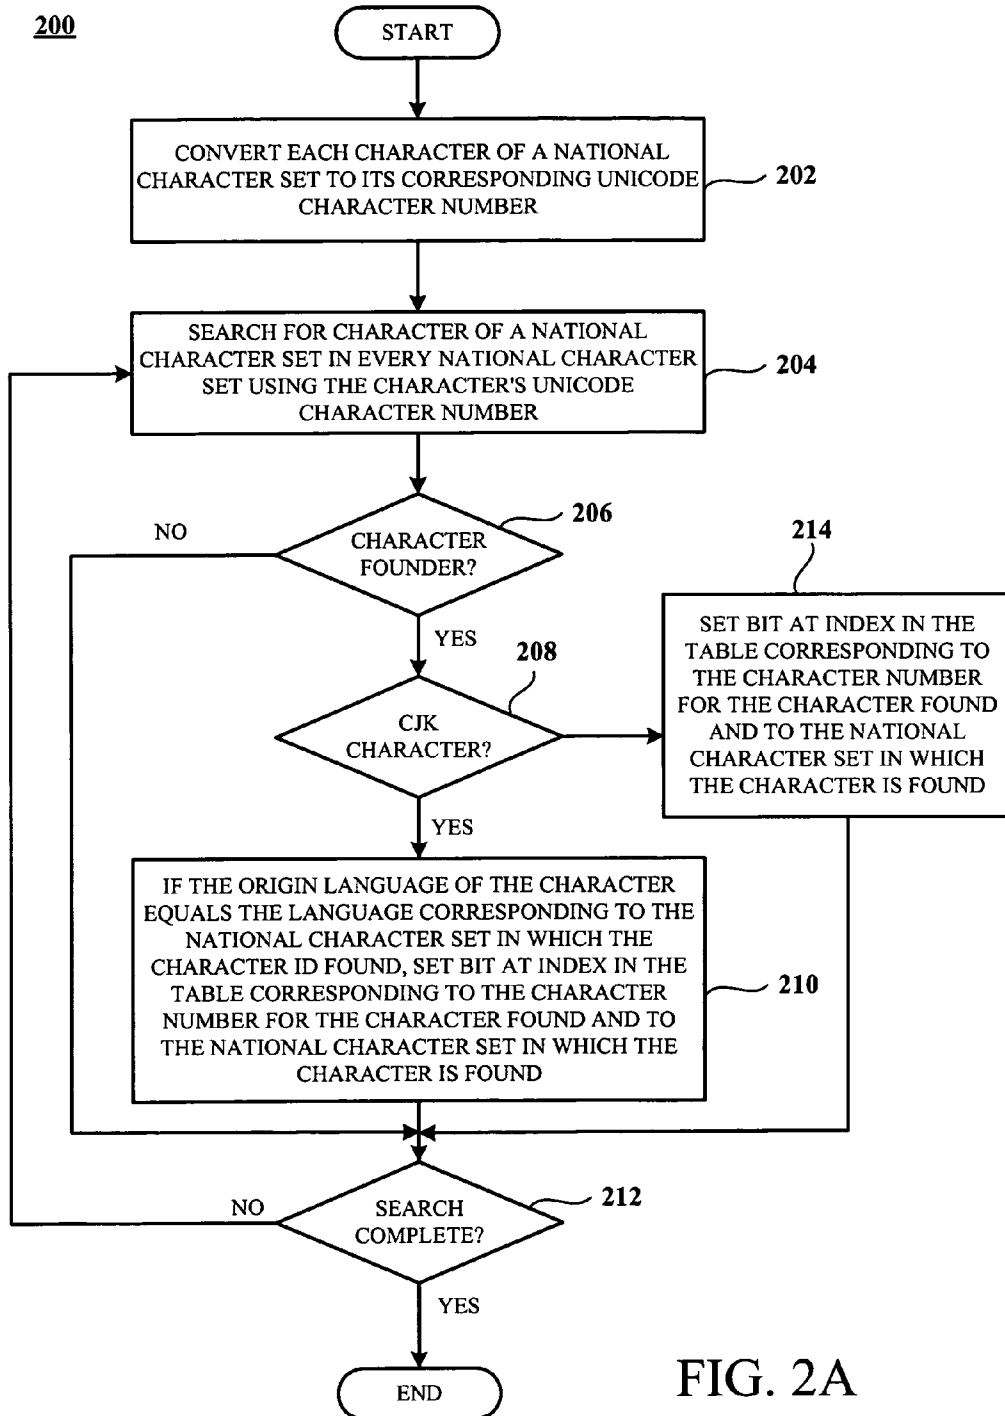 200
START
CONVERT EACH CHARACTER OF A NATIONAL
CHARACTER SET TO ITS CORRESPONDING UNICODE
CHARACTER NUMBER
202
SEARCH FOR CHARACTER OF A NATIONAL
CHARACTER SET IN EVERY NATIONAL CHARACTER
SET USING THE CHARACTER'S UNICODE
CHARACTER NUMBER
204
NO
CHARACTER
FOUNDER?
206
YES
214
SET BIT AT INDEX IN THE
TABLE CORRESPONDING TO
THE CHARACTER NUMBER
FOR THE CHARACTER FOUND
AND TO THE NATIONAL
CHARACTER SET IN WHICH
THE CHARACTER IS FOUND
208
CJK
CHARACTER?
YES
IF THE ORIGIN LANGUAGE OF THE CHARACTER
EQUALS THE LANGUAGE CORRESPONDING TO THE
NATIONAL CHARACTER SET IN WHICH THE
CHARACTER ID FOUND, SET BIT AT INDEX IN THE
TABLE CORRESPONDING TO THE CHARACTER
NUMBER FOR THE CHARACTER FOUND AND TO
THE NATIONAL CHARACTER SET IN WHICH THE
CHARACTER IS FOUND
210
NO
SEARCH
COMPLETE?
212
YES
END
FIG. 2A